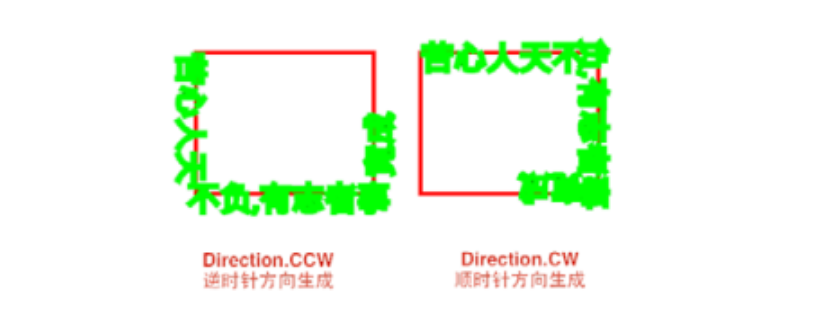 苦心人天不负,有志者事竟成
苦心人天不负,有志者事竟成
Direction.CCW
逆时针方向生成
Direction.CW
顺时针方向生成